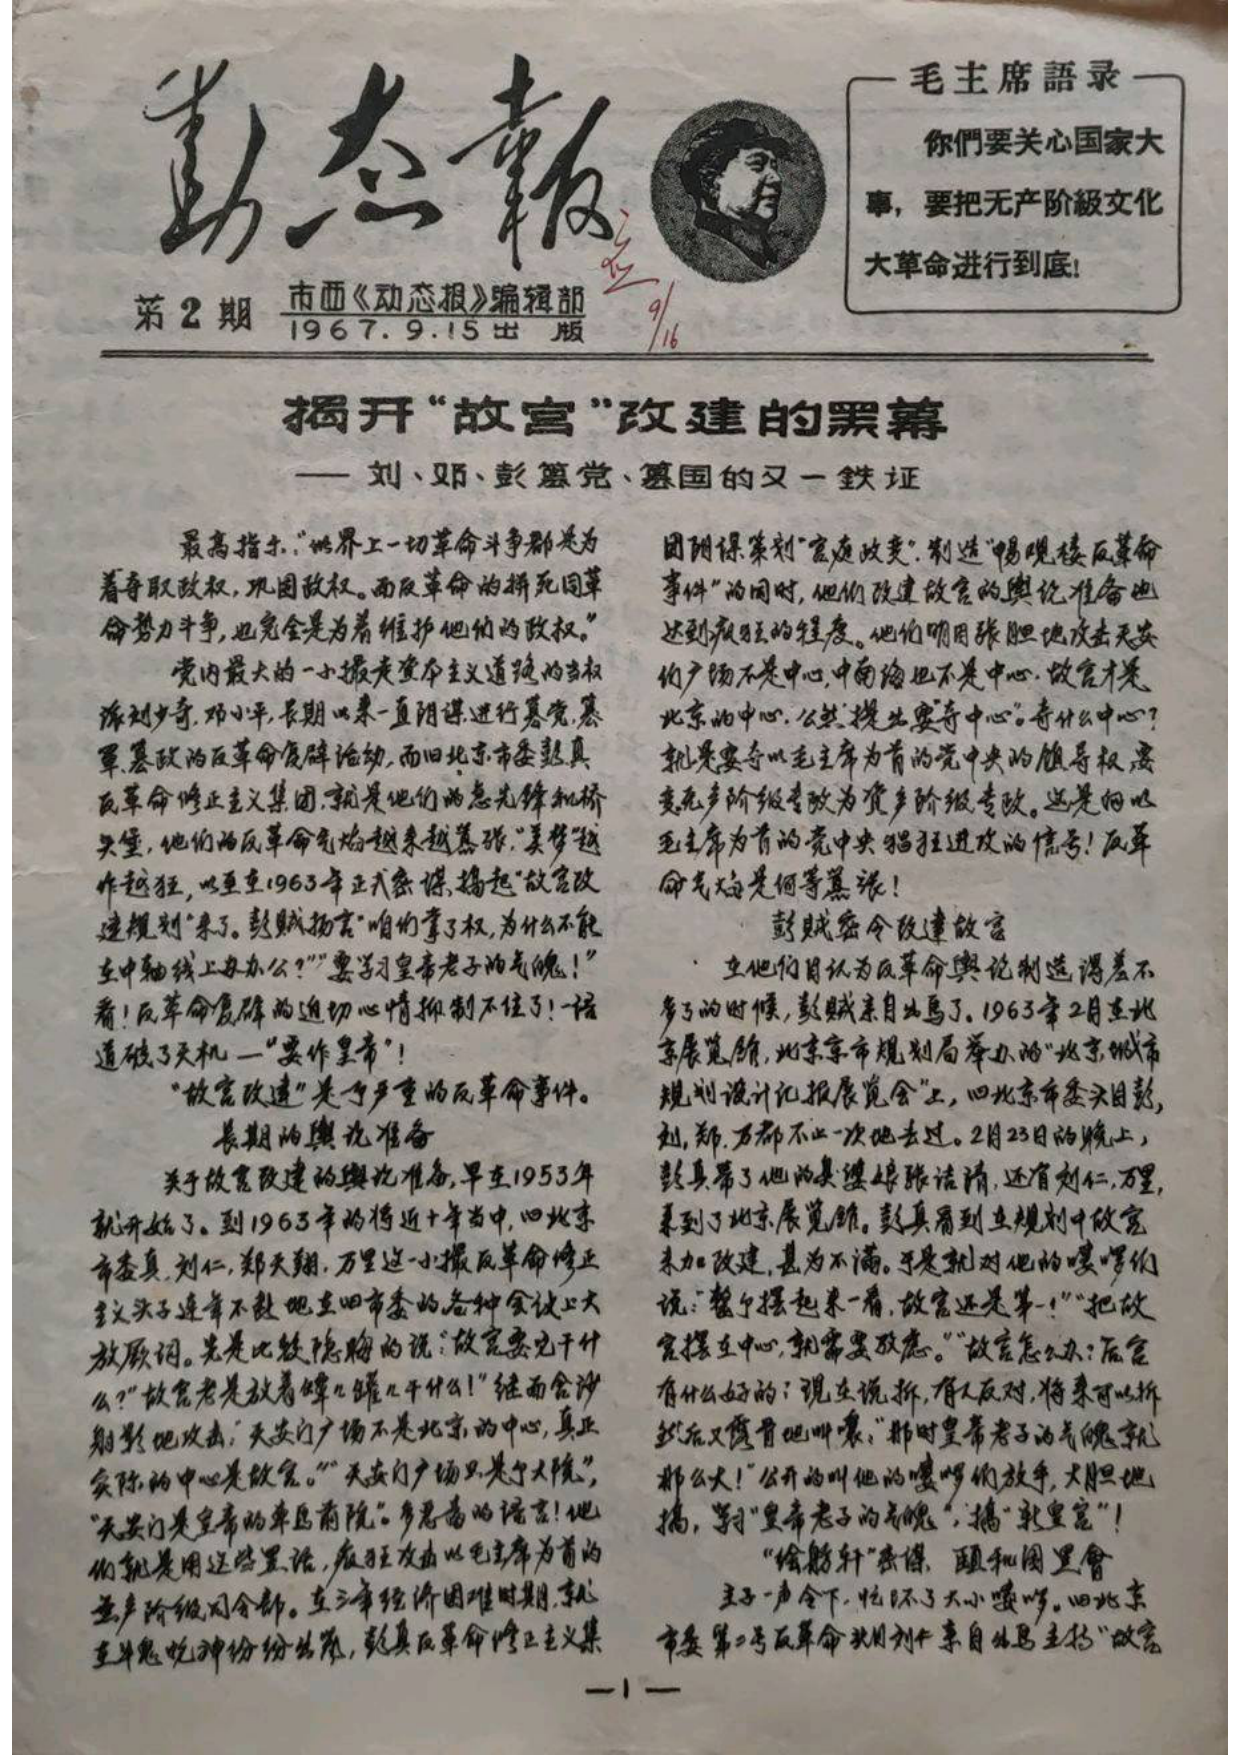 动态報
毛主席語录
你們要关心国家大
事，要把无产阶級文化
大革命进行到底！
第2期
市西《动态报》编辑部
1967.9.15出 版
9/16
揭开“故宫”改建的黑幕
—— 刘、邓、彭篡党、篡国的又一鉄证
最高指示：“世界上一切革命斗争都是为
着夺取政权，巩固政权。而反革命的拼死同革
命势力斗争，也完全是为着维护他们的政权。”
党内最大的一小撮走资本主义道路的当权
派刘少奇、邓小平，长期以来一直阴谋进行篡党、篡
軍、篡政的反革命复辟活动，而旧北京市委彭真
反革命修正主义集团，就是他们的急先锋和桥
头堡，他们的反革命气焰越来越嚣张，“美梦”越
作越狂，以至在1963年正式密谋搞起“故宫改
建规划”来了。彭贼扬言“咱们掌了权，为什么不能
在中軸线上办办公？”“要学习皇帝老子的气魄！”
看！反革命复辟的迫切心情抑制不住了！一语
道破了天机——“要作皇帝”！
“故宫改建”是个严重的反革命事件。
長期的輿论准备
关于故宫改建的輿论准备，早在1953年
就开始了。到1963年的将近十年当中，旧北京
市委真、刘仁、郑天翔、万里这一小撮反革命修正
主义头子连年不断地在旧市委的各种会议上大
放厥词。先是比较隐晦的说：“故宫要它干什
么？”“故宫老是放着 干什么！”继而含沙
射影地攻击：“天安门广场不是北京的中心，真正
实际的中心是故宫。”“天安门广场只是个大院”，
“天安门是皇帝的車马前院”。多恶毒的语言！他
们就是用这些黑话，疯狂攻击以毛主席为首的
无产阶级司令部。在三年经济困难时期，就
在牛鬼蛇神纷纷出笼，彭真反革命修正主义集
团阴谋策划“宫庭政变”、制造“畅观楼反革命
事件”的同时，他们改建故宫的輿论准备也
达到疯狂的程度。他们明目张胆地攻击天安
们广场不是中心，中南海也不是中心，故宫才是
北京的中心，公然提出要“夺中心”。夺什么中心？
就是要夺以毛主席为首的党中央的領导权，要
变无产阶级专政为资产阶级专政。这是向以
毛主席为首的党中央猖狂进攻的信号！反革
命气焰是何等嚣张！
彭贼密令改建故宫
在他们自认为反革命輿论制造得差不
多了的时候，彭贼亲自出马了。1963年2月在北
京展览馆，北京京市规划局举办的“北京城市
规划设计汇报展览会”上，旧北京市委头目彭，
刘，郑，万都不止一次地去过。2月23日的晚上，
彭真带了他的臭婆娘张洁清，还有刘仁，万里，
来到了北京展览馆。彭真看到在规划中故宫
未加改建，甚为不满。于是就对他的喽啰们
说：“整个摆起来一看，故宫还是第一！”“把故
宫摆在中心，就需要考虑。”“故宫怎么办？后宫
有什么好的？现在说拆，有人反对，将来可以拆
然后又露骨地叫嚷：“那时皇帝老子的气魄就
那么大！”公开的叫他的喽啰们放手，大胆地
搞，学习“皇帝老子的气魄”，搞“新皇宫”！
“绘舫轩”密谋 頤和园黑會
主子一声令下，忙坏了大小喽啰。旧北京
市委第二号反革命头目刘仁亲自出马主持“故宫
—1—